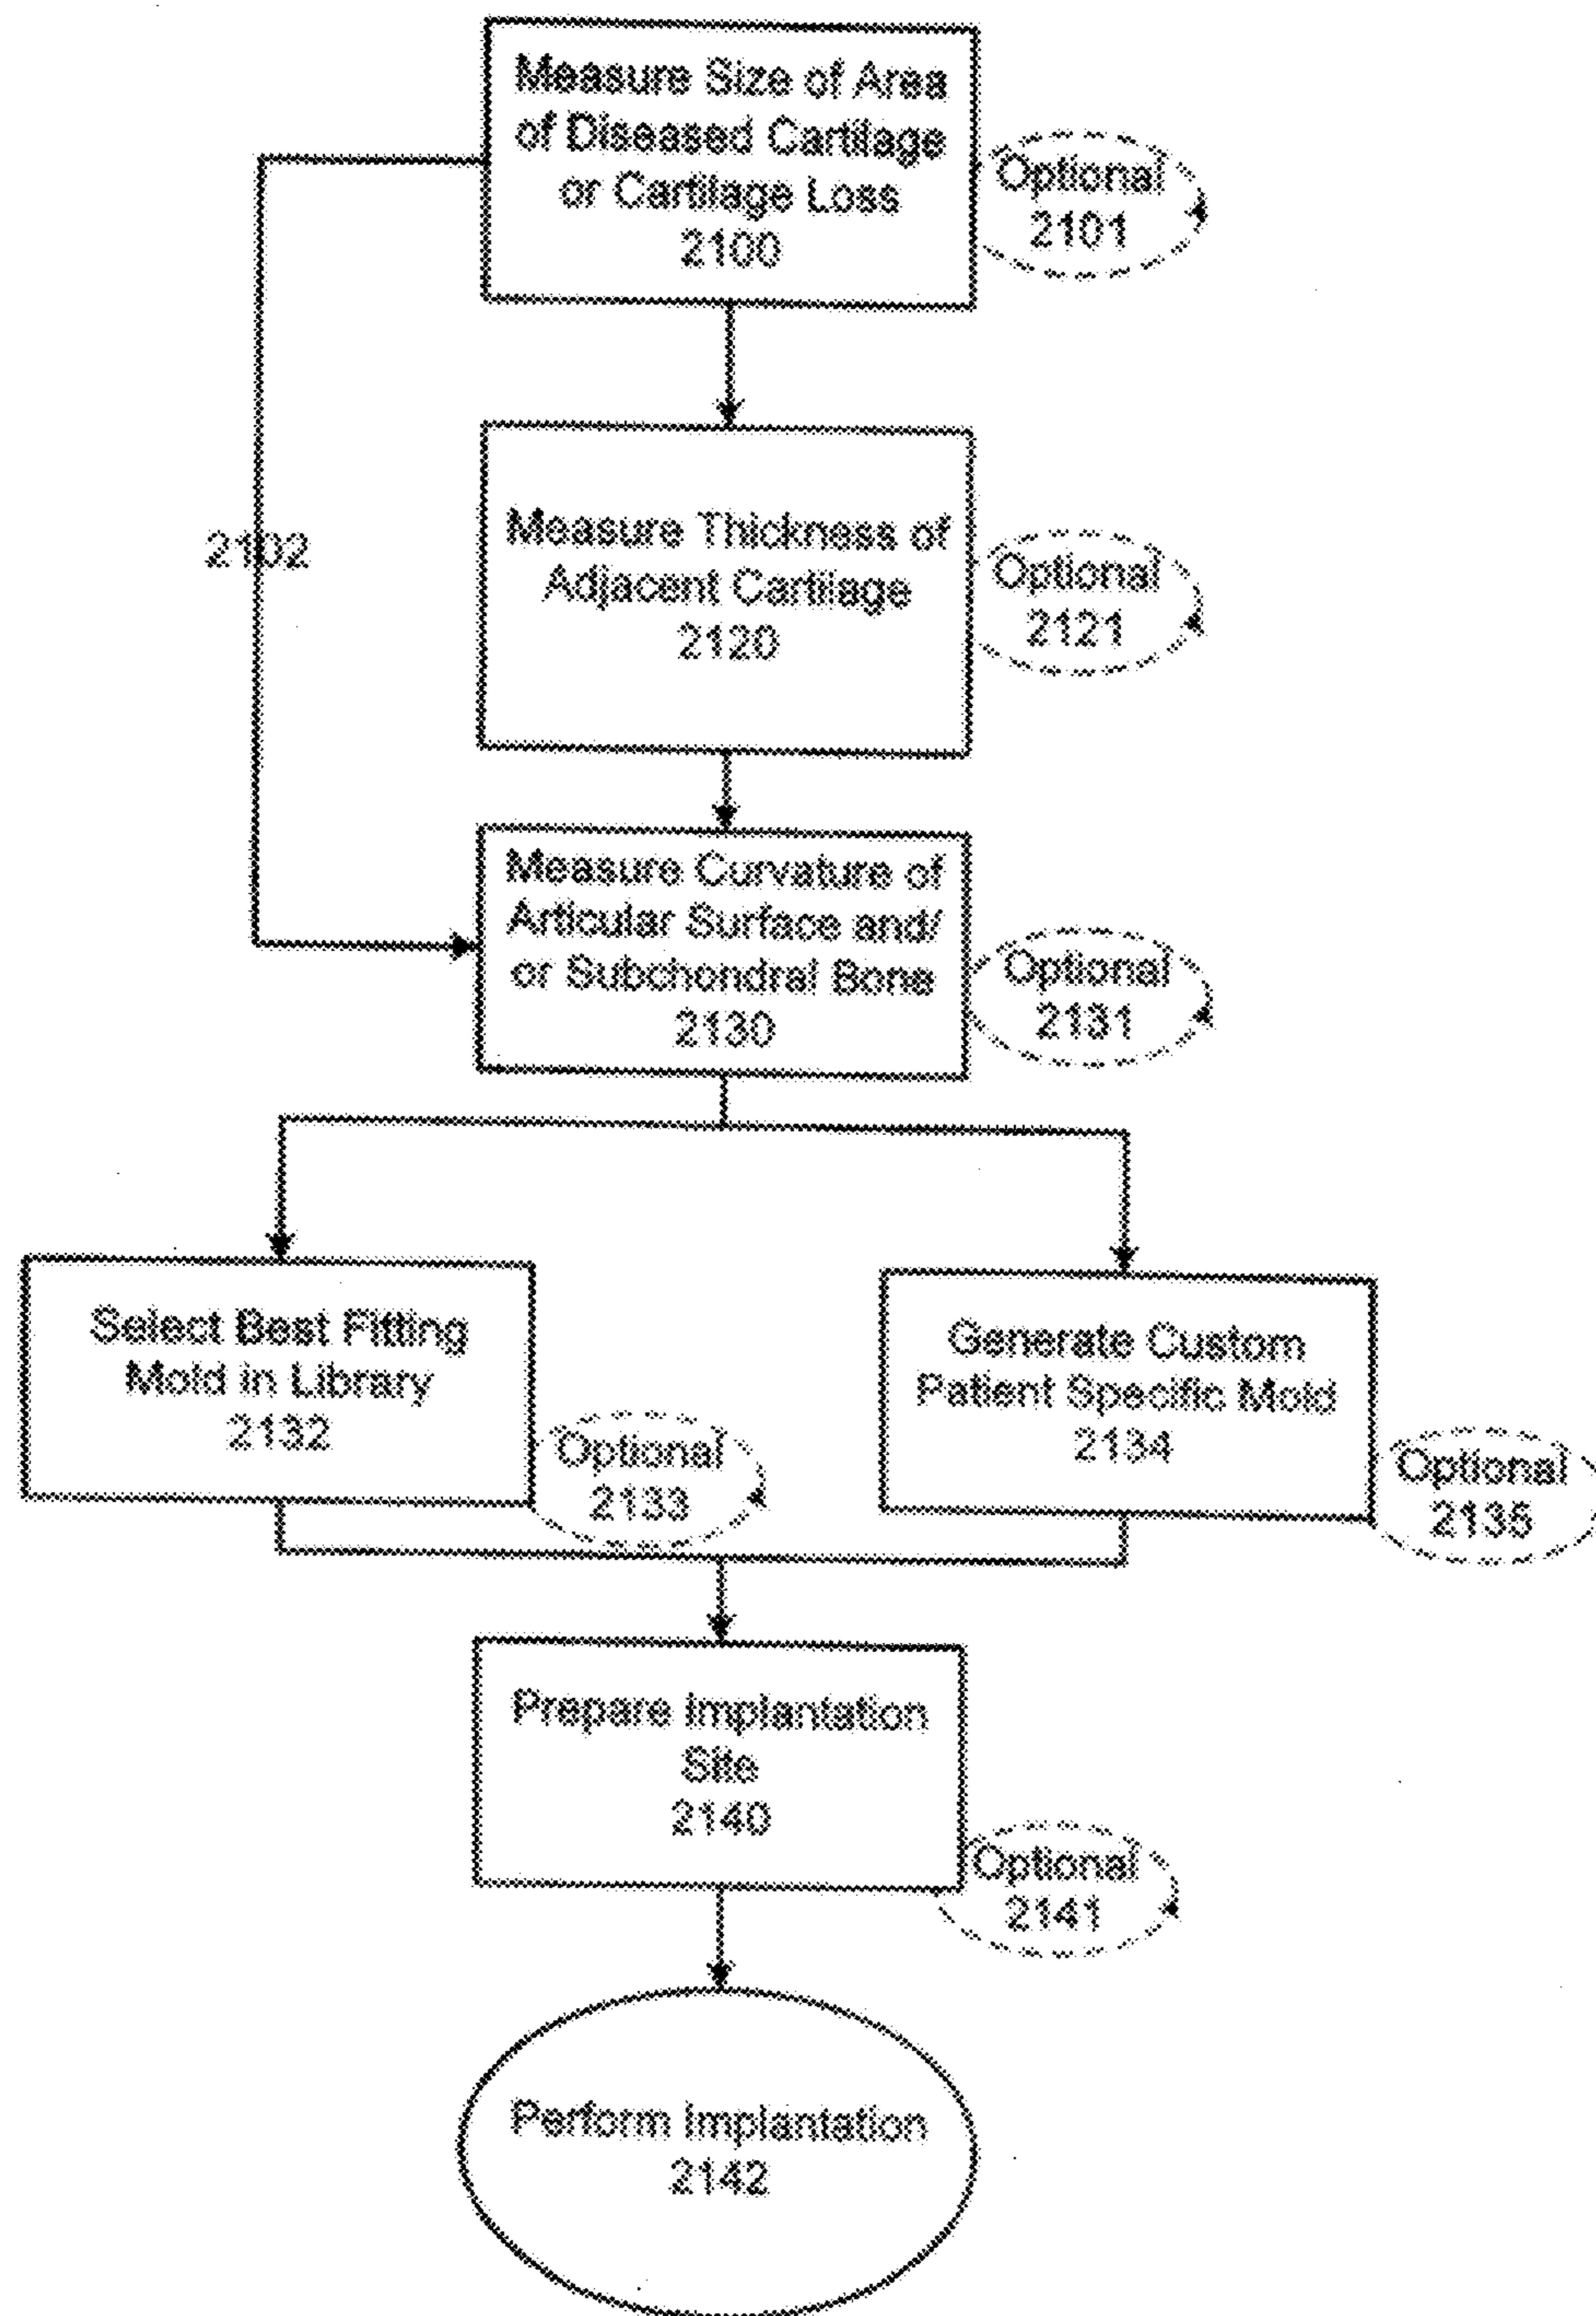 Measure Size of Area
of Diseased Cartilage
or Cartilage Loss
2100
Optional
2101
2102
Measure Thickness of
Adjacent Cartilage
2120
Optional
2121
Measure Curvature of
Articular Surface and/
or Subchondral Bone
2130
Optional
2131
Select Best Fitting
Mold in Library
2132
Optional
2133
Generate Custom
Patient Specific Mold
2134
Optional
2135
Prepare Implantation
Site
2140
Optional
2141
Perform Implantation
2142